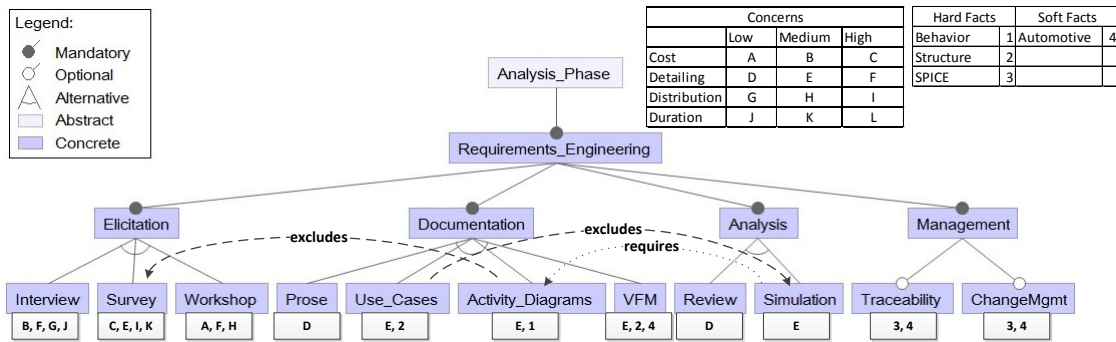 Legend:
Mandatory
Optional
Alternative
Abstract
Concrete
Concerns
Low Medium High
Cost A B C
Detailing D E F
Distribution G H I
Duration J K L
Hard Facts Soft Facts
Behavior 1 Automotive 4
Structure 2
SPICE 3
Analysis_Phase
Requirements_Engineering
Elicitation Documentation Analysis Management
excludes excludes
requires
Interview Survey Workshop Prose Use_Cases Activity_Diagrams VFM Review Simulation Traceability ChangeMgmt
B, F, G, J C, E, I, K A, F, H D E, 2 E, 1 E, 2, 4 D E 3, 4 3, 4